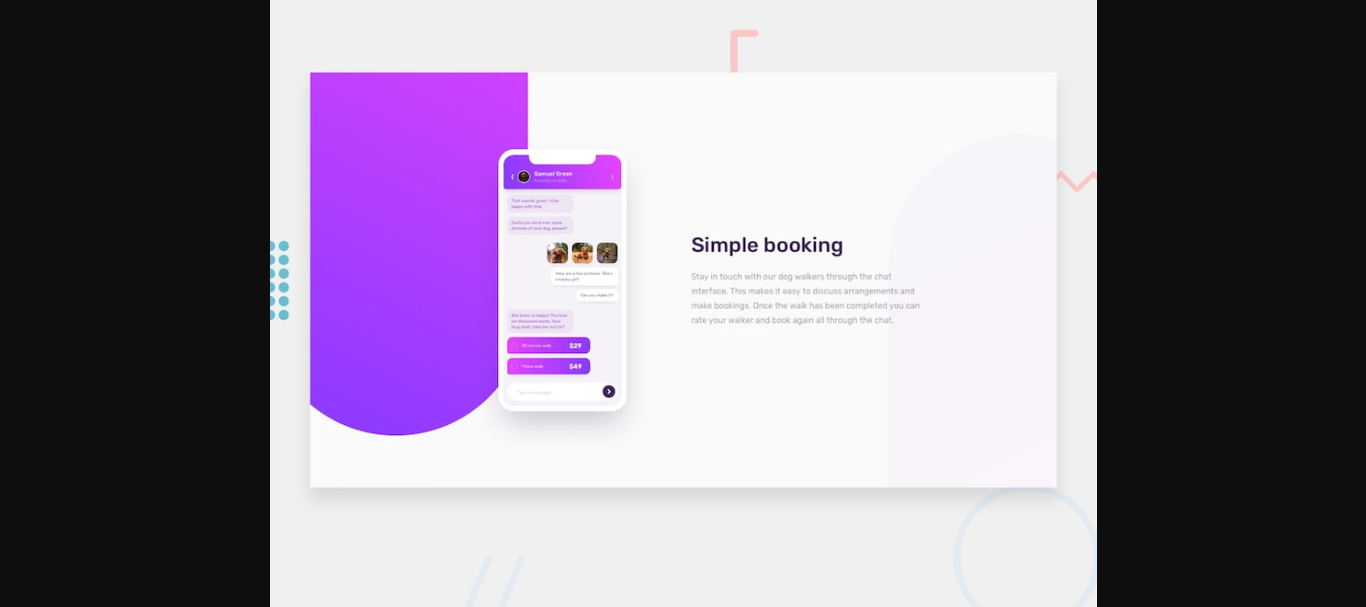 Samuel Green
Available to Walk
That sounds great. I'd be
happy with that.
Could you send over some
pictures of your dog, please?
Here are a few pictures. She's
a happy girl!
Can you make it?
She looks so happy! The time
we discussed works. How
long shall I take her out for?
30 minute walk $29
1 hour walk $49
Type a message…
Simple booking
Stay in touch with our dog walkers through the chat
interface. This makes it easy to discuss arrangements and
make bookings. Once the walk has been completed you can
rate your walker and book again all through the chat.